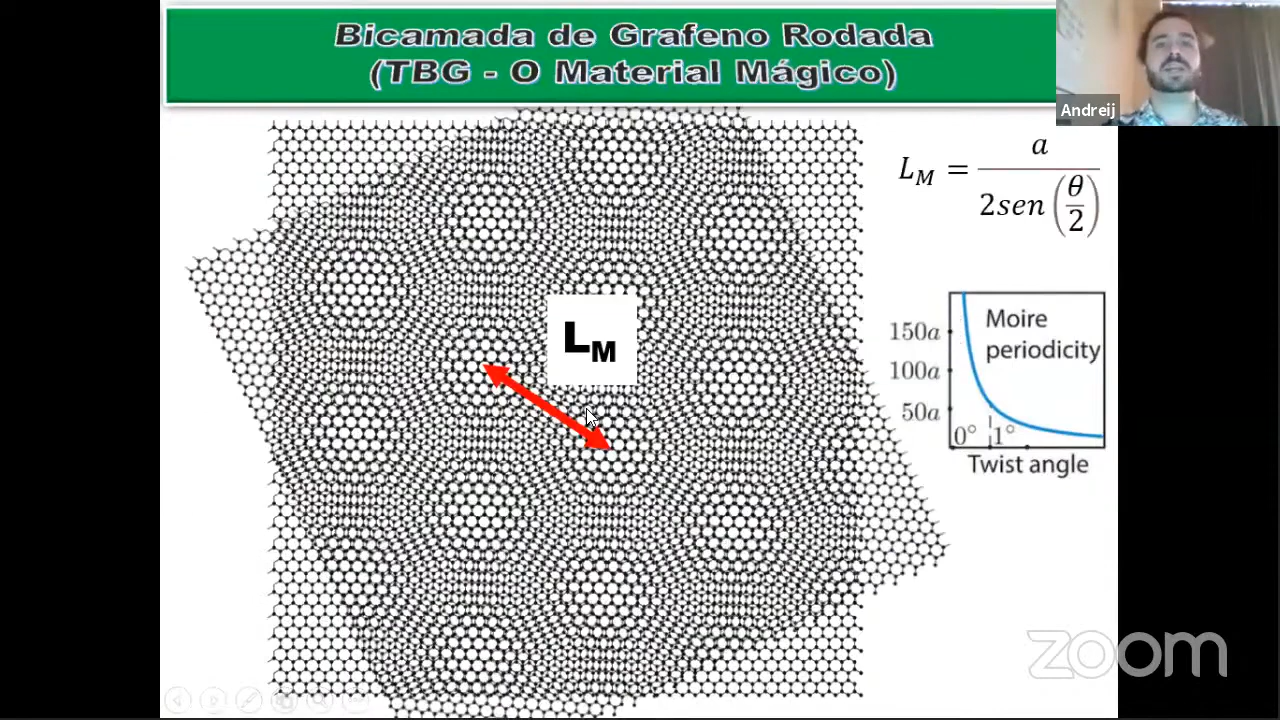 Bicamada de Grafeno Rodada
(TBG - O Material Mágico)
Andreij
L_M = a / 2sen(θ/2)
L_M
Moire
periodicity
150a
100a
50a
0° 1°
Twist angle
zoom